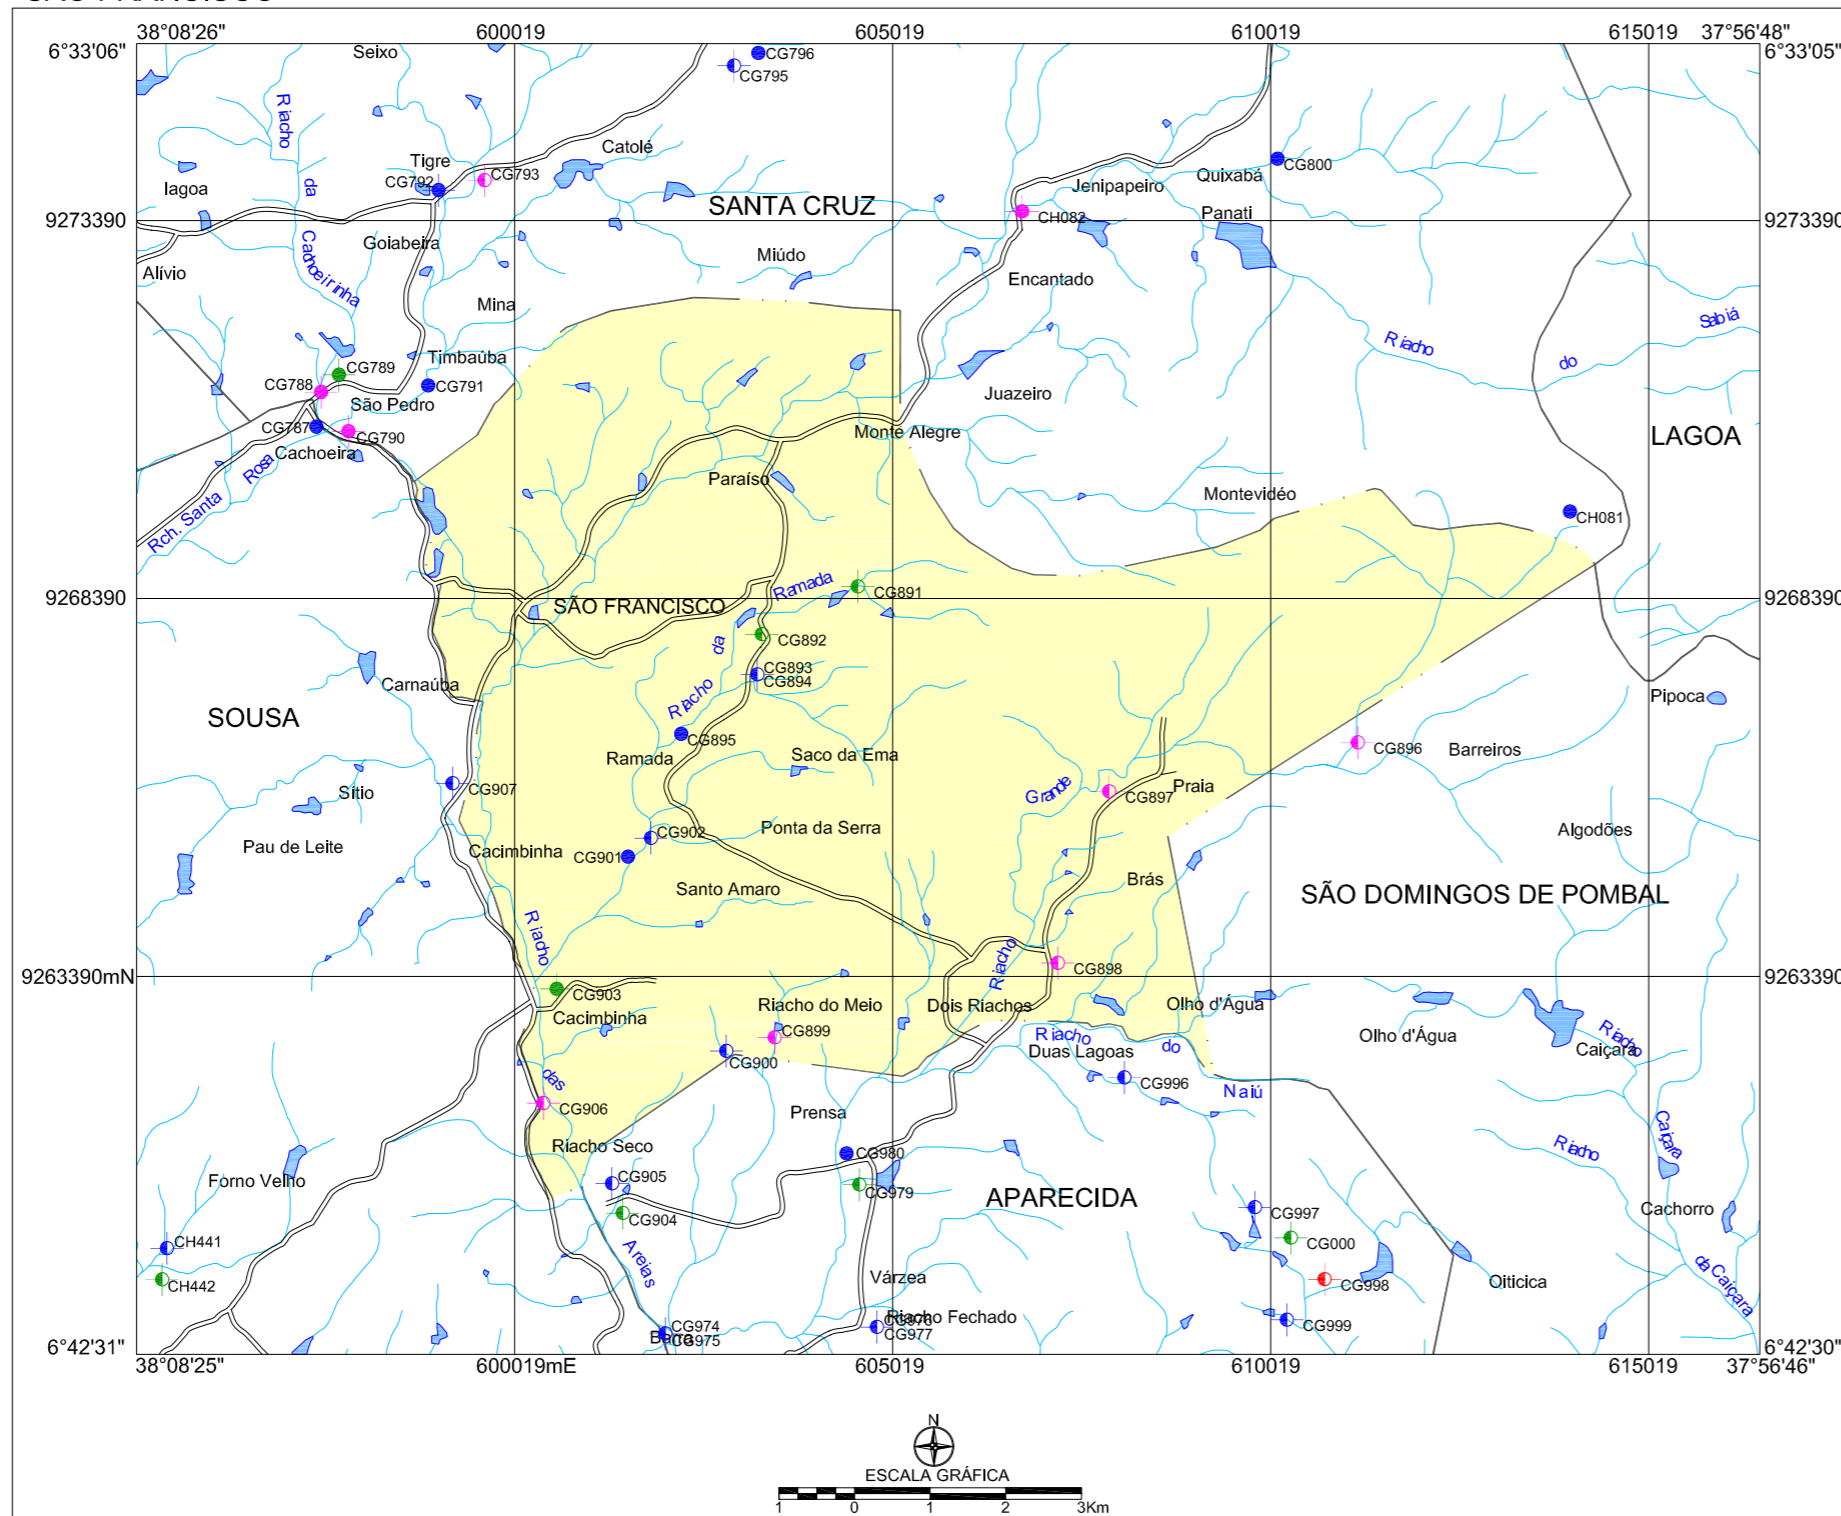 38°08'26"
600019
605019
610019
615019
37°56'48"
6°33'06"
6°33'05"
Seixo
CG796
CG795
Riacho
da
Cachoeirinha
Tigre
Catolé
CG792
CG793
lagoa
SANTA CRUZ
Jenipapeiro
Quixabá
CG800
Panati
CH082
9273390
9273390
Goiabeira
Alívio
Miúdo
Encantado
Mina
Riacho
do
Sabiá
Timbaúba
CG789
CG788
CG791
São Pedro
Juazeiro
CG787
CG790
Cachoeira
Monte Alegre
LAGOA
Rch. Santa
Rosa
Paraíso
Montevidéo
CH081
9268390
9268390
SÃO FRANCISCO
Riacho
da
Ramada
CG891
CG892
CG893
CG894
Carnaúba
SOUSA
Pipoca
CG895
Ramada
Saco da Ema
CG896
Barreiros
CG907
Sítio
Grande
CG897
Praia
Pau de Leite
Cacimbinha
CG902
CG901
Ponta da Serra
Algodões
Santo Amaro
Brás
SÃO DOMINGOS DE POMBAL
Riacho
Riacho
CG898
9263390mN
9263390
CG903
Cacimbinha
Riacho do Meio
Dois Riachos
Olho d'Água
Olho d'Água
CG899
CG900
Riacho
do
Naiú
Duas Lagoas
Caiçara
Riacho
CG996
das
CG906
Prensa
Riacho Seco
Caiçara
Riacho
CG980
CG905
CG979
CG904
Forno Velho
APARECIDA
Cachorro
CG997
CG000
CH441
CH442
Areias
Várzea
CG998
Oiticica
da Caiçara
CG999
Riacho Fechado
CG977
CG974
CG975
Barra
6°42'31"
6°42'30"
38°08'25"
600019mE
605019
610019
615019
37°56'46"
N
ESCALA GRÁFICA
1 0 1 2 3Km